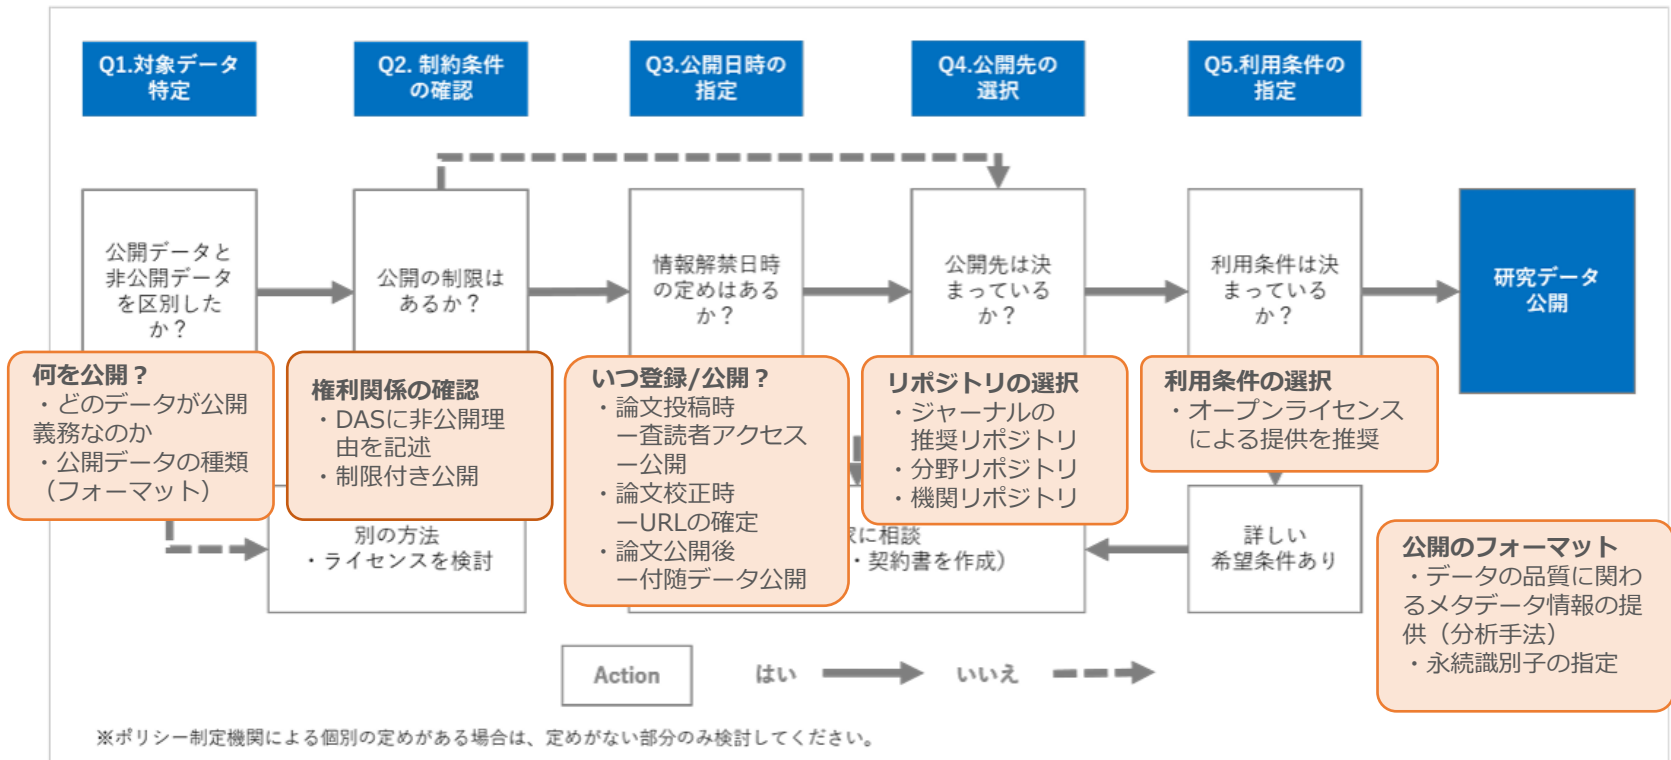 Q1.対象データ
特定
Q2. 制約条件
の確認
Q3.公開日時の
指定
Q4.公開先の
選択
Q5.利用条件の
指定
公開データと
非公開データ
を区別した
か？
公開の制限は
あるか？
情報解禁日時
の定めはある
か？
公開先は決
まっている
か？
利用条件は決
まっている
か？
研究データ
公開
何を公開？
・どのデータが公開
義務なのか
・公開データの種類
（フォーマット）
権利関係の確認
・DASに非公開理
由を記述
・制限付き公開
いつ登録/公開？
・論文投稿時
ー査読者アクセス
ー公開
・論文校正時
ーURLの確定
・論文公開後
ー付随データ公開
リポジトリの選択
・ジャーナルの
推奨リポジトリ
・分野リポジトリ
・機関リポジトリ
利用条件の選択
・オープンライセンス
による提供を推奨
別の方法
・ライセンスを検討
に相談
・契約書を作成）
詳しい
希望条件あり
公開のフォーマット
・データの品質に関わ
るメタデータ情報の提
供（分析手法）
・永続識別子の指定
Action
はい
いいえ
※ポリシー制定機関による個別の定めがある場合は、定めがない部分のみ検討してください。